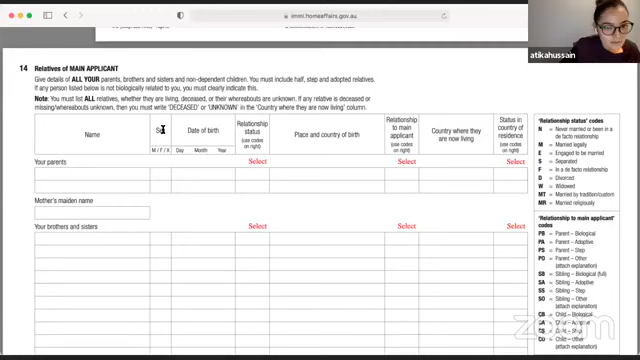 immi.homeaffairs.gov.au
atikahussain
14 Relatives of MAIN APPLICANT
Give details of ALL YOUR parents, brothers and sisters and non-dependent children. You must include half, step and adopted relatives.
If any person listed below is not biologically related to you, you must clearly indicate this.
Note: You must list ALL relatives, whether they are living, deceased, or their whereabouts are unknown. If any relative is deceased or
missing/whereabouts unknown, then you must write 'DECEASED' or 'UNKNOWN' in the 'Country where they now living' column.
Name
M / F / X
Date of birth
Day Month Year
Relationship
status
(use codes
on right)
Place and country of birth
Relationship
to main
applicant
(use codes
on right)
Country where they
are now living
Status in
country of
residence
(use codes
on right)
Your parents Select Select Select
Mother's maiden name
Your brothers and sisters Select Select Select
'Relationship status' codes:
N = Never married or been in a
de facto relationship
M = Married legally
E = Engaged to be married
S = Separated
F = In a de facto relationship
D = Divorced
W = Widowed
MT = Married by tradition/custom
MR = Married religiously
'Relationship to main applicant'
codes
PB = Parent – Biological
PA = Parent – Adoptive
PS = Parent – Step
PO = Parent – Other
(attach explanation)
SB = Sibling – Biological (full)
SA = Sibling – Adoptive
SS = Sibling – Step
SO = Sibling – Other
(attach explanation)
CB = Child – Biological
CA = Child – Adoptive
CS = Child – Step
CO = Child – Other
(attach explanation)
zoom